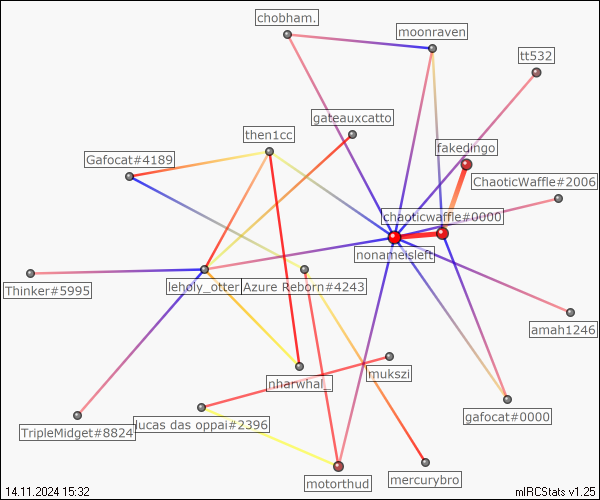 chobham.
moonraven
tt532
gateauxcatto
then1cc
fakedingo
Gafocat#4189
ChaoticWaffle#2006
chaoticwaffle#0000
nonameisleft
Thinker#5995
leholy_otter
Azure Reborn#4243
amah1246
mukszi
nharwhal_
gafocat#0000
lucas das oppai#2396
TripleMidget#8824
motorthud
mercurybro
14.11.2024 15:32
mIRCStats v1.25